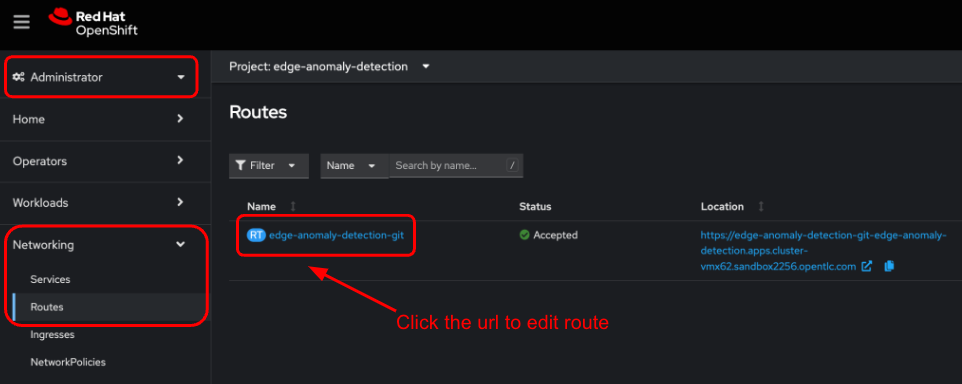 Red Hat
OpenShift
Administrator
Home
Operators
Workloads
Networking
Services
Routes
Ingresses
NetworkPolicies
Project: edge-anomaly-detection
Routes
Filter Name Search by name... /
Name Status Location
RT edge-anomaly-detection-git Accepted https://edge-anomaly-detection-git-edge-anomaly-
detection.apps.cluster-
vmx62.sandbox2256.opentlc.com
Click the url to edit route